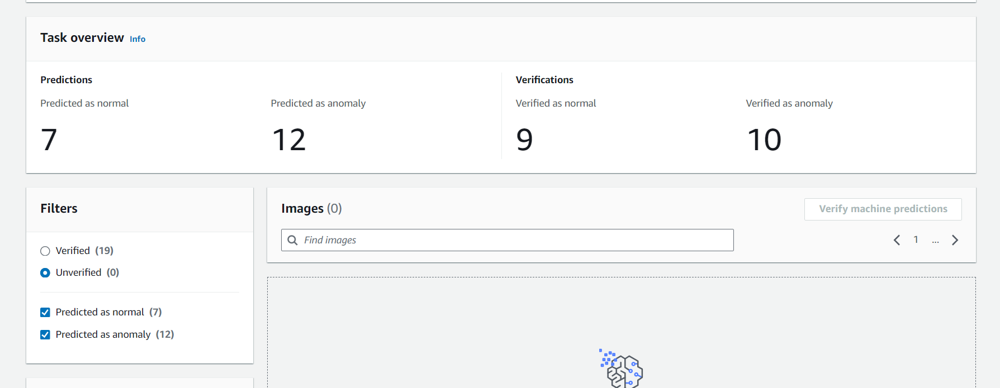 Task overview Info
Predictions
Predicted as normal
7
Predicted as anomaly
12
Verifications
Verified as normal
9
Verified as anomaly
10
Filters
Verified (19)
Unverified (0)
Predicted as normal (7)
Predicted as anomaly (12)
Images (0)
Verify machine predictions
Find images
1 ...